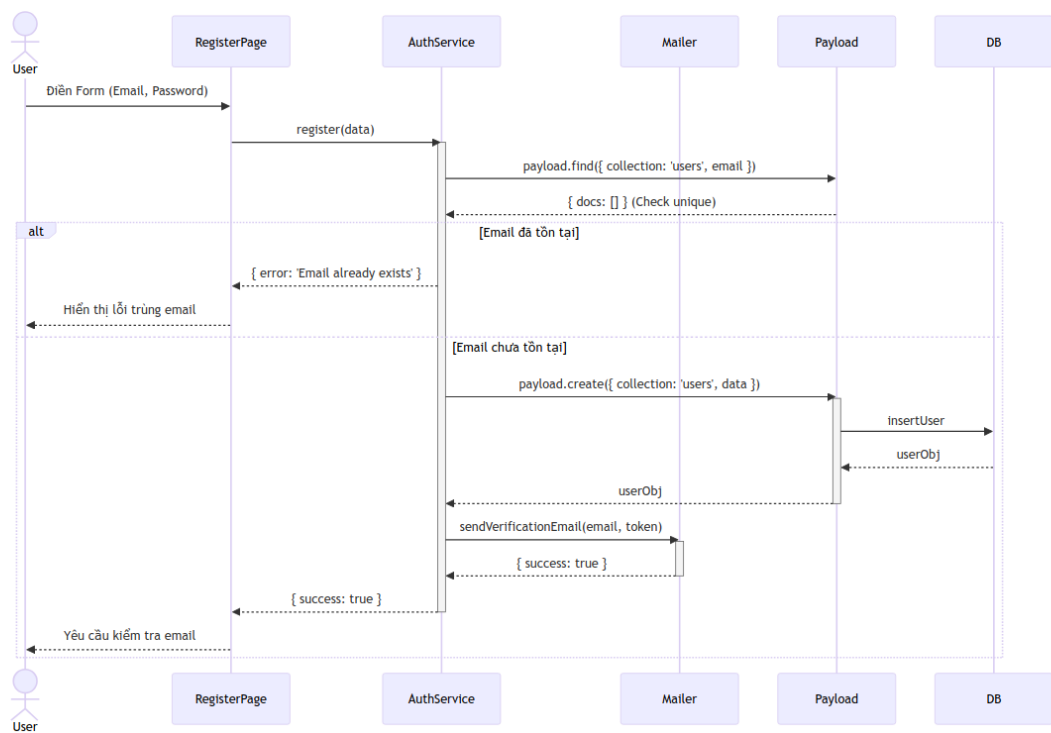 User
RegisterPage
AuthService
Mailer
Payload
DB
Điền Form (Email, Password)
register(data)
payload.find({ collection: 'users', email })
{ docs: [] } (Check unique)
alt
[Email đã tồn tại]
{ error: 'Email already exists' }
Hiển thị lỗi trùng email
[Email chưa tồn tại]
payload.create({ collection: 'users', data })
insertUser
userObj
userObj
sendVerificationEmail(email, token)
{ success: true }
{ success: true }
Yêu cầu kiểm tra email
User
RegisterPage
AuthService
Mailer
Payload
DB